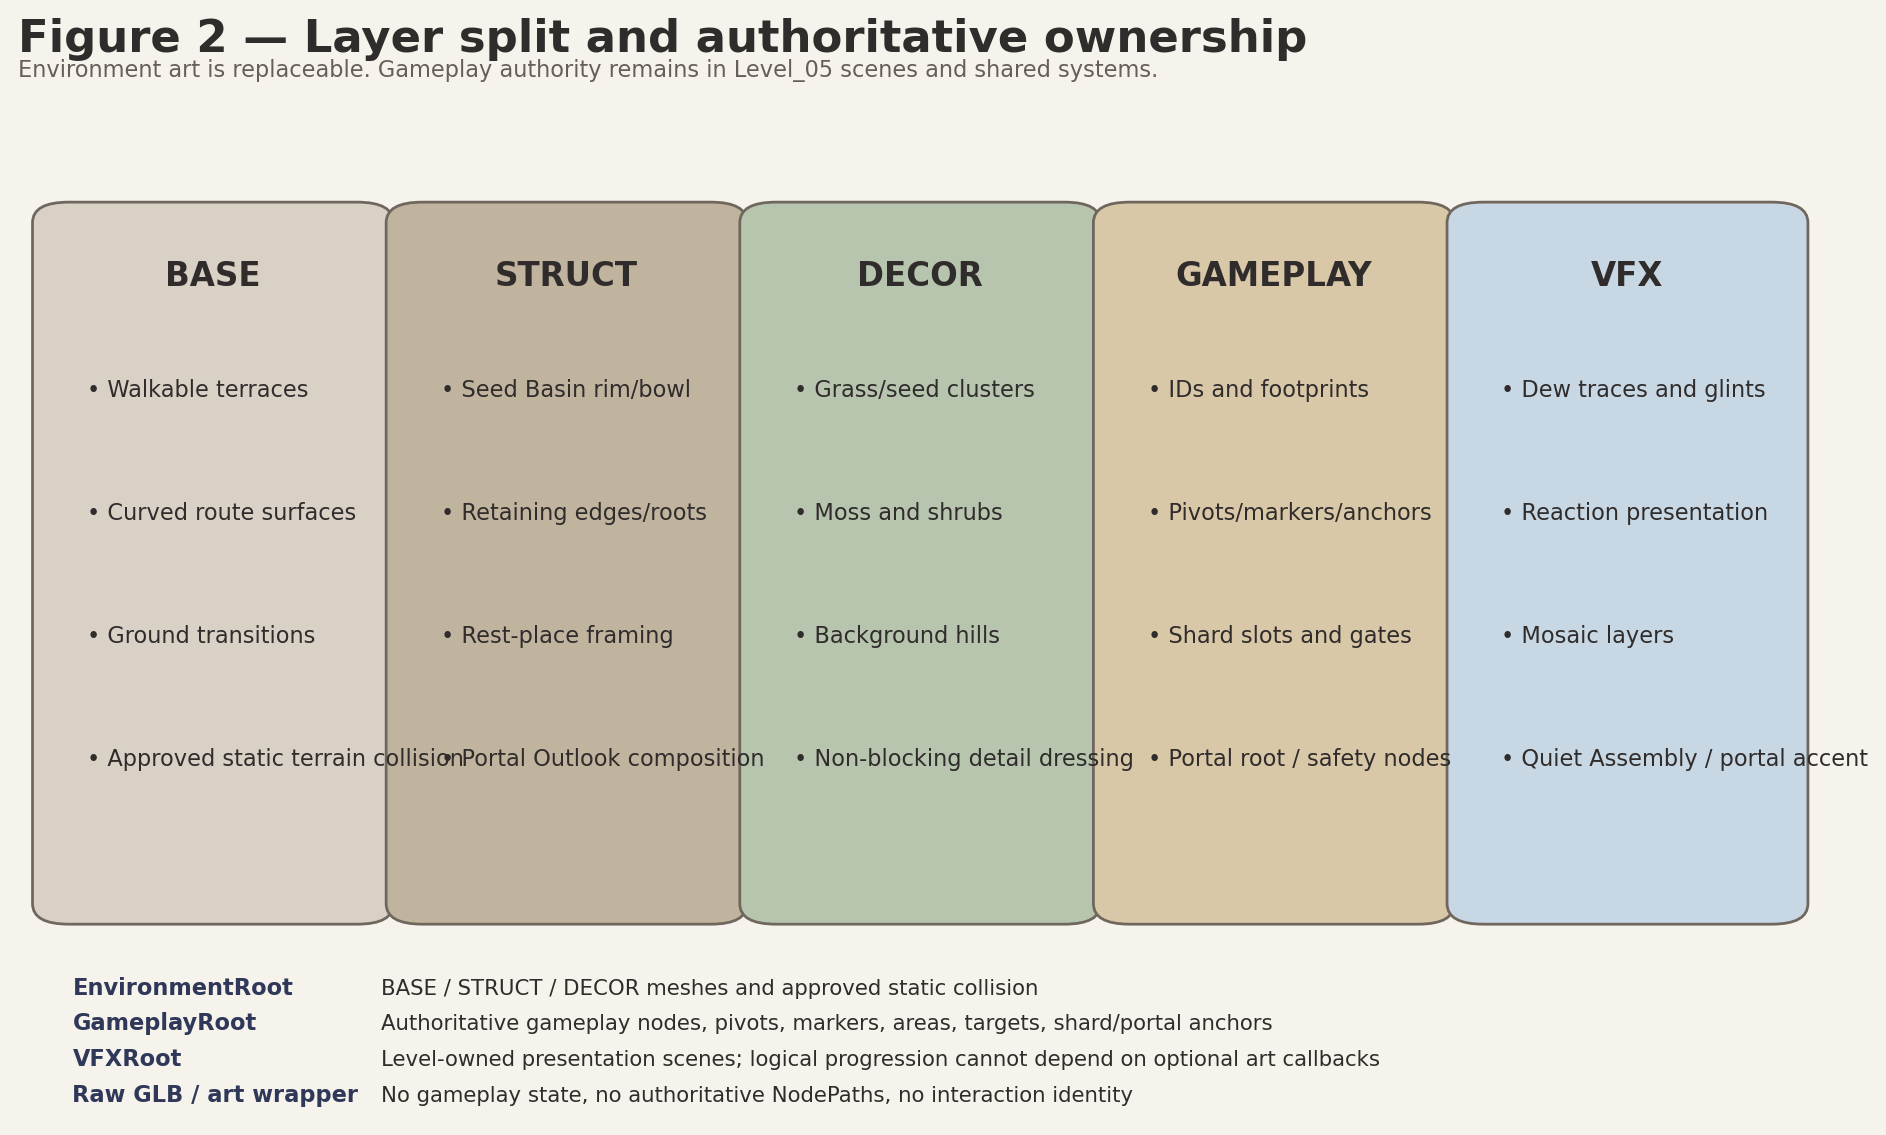 Figure 2 — Layer split and authoritative ownership
Environment art is replaceable. Gameplay authority remains in Level_05 scenes and shared systems.
BASE
• Walkable terraces
• Curved route surfaces
• Ground transitions
• Approved static terrain collision
STRUCT
• Seed Basin rim/bowl
• Retaining edges/roots
• Rest-place framing
• Portal Outlook composition
DECOR
• Grass/seed clusters
• Moss and shrubs
• Background hills
• Non-blocking detail dressing
GAMEPLAY
• IDs and footprints
• Pivots/markers/anchors
• Shard slots and gates
• Portal root / safety nodes
VFX
• Dew traces and glints
• Reaction presentation
• Mosaic layers
• Quiet Assembly / portal accent
EnvironmentRoot BASE / STRUCT / DECOR meshes and approved static collision
GameplayRoot Authoritative gameplay nodes, pivots, markers, areas, targets, shard/portal anchors
VFXRoot Level-owned presentation scenes; logical progression cannot depend on optional art callbacks
Raw GLB / art wrapper No gameplay state, no authoritative NodePaths, no interaction identity